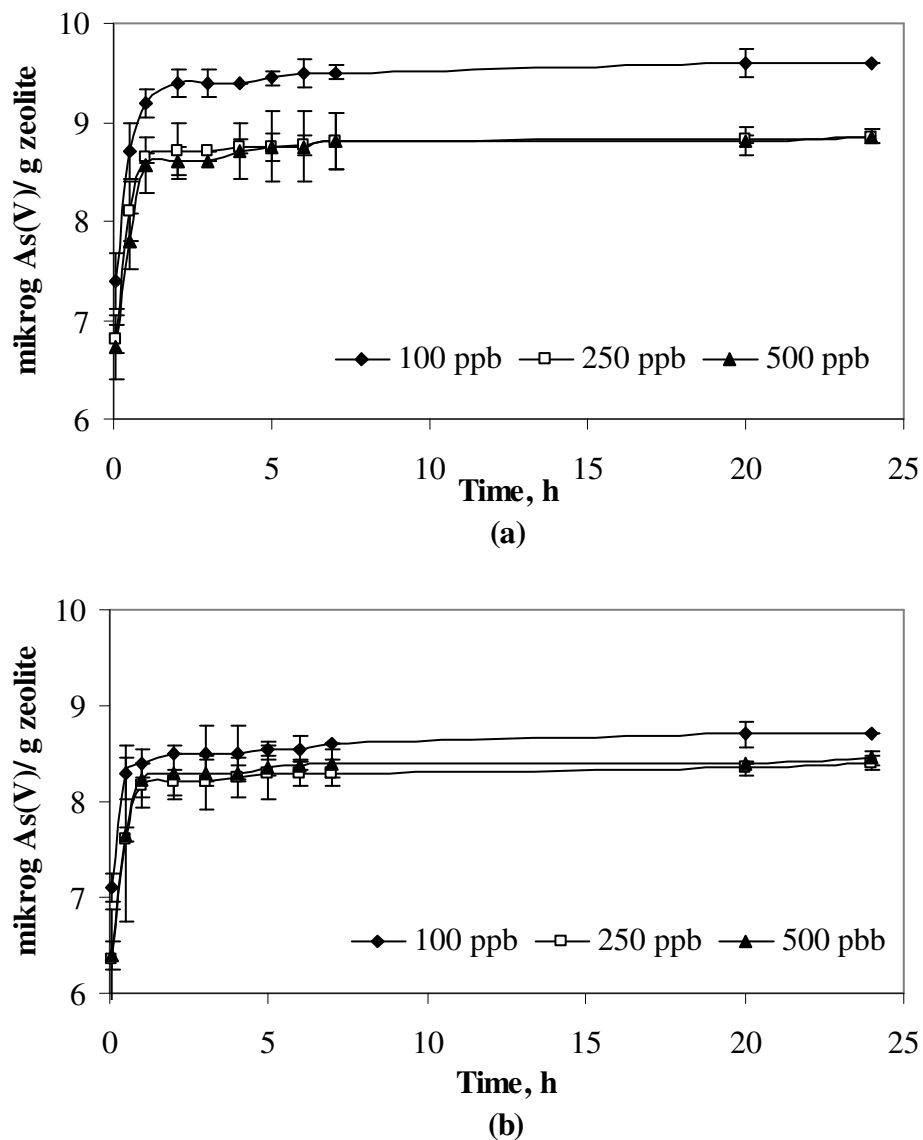 10
9
8
7
6
mikrog As(V)/ g zeolite
100 ppb 250 ppb 500 ppb
0 5 10 15 20 25
Time, h
(a)
10
9
8
7
6
mikrog As(V)/ g zeolite
100 ppb 250 ppb 500 pbb
0 5 10 15 20 25
Time, h
(b)